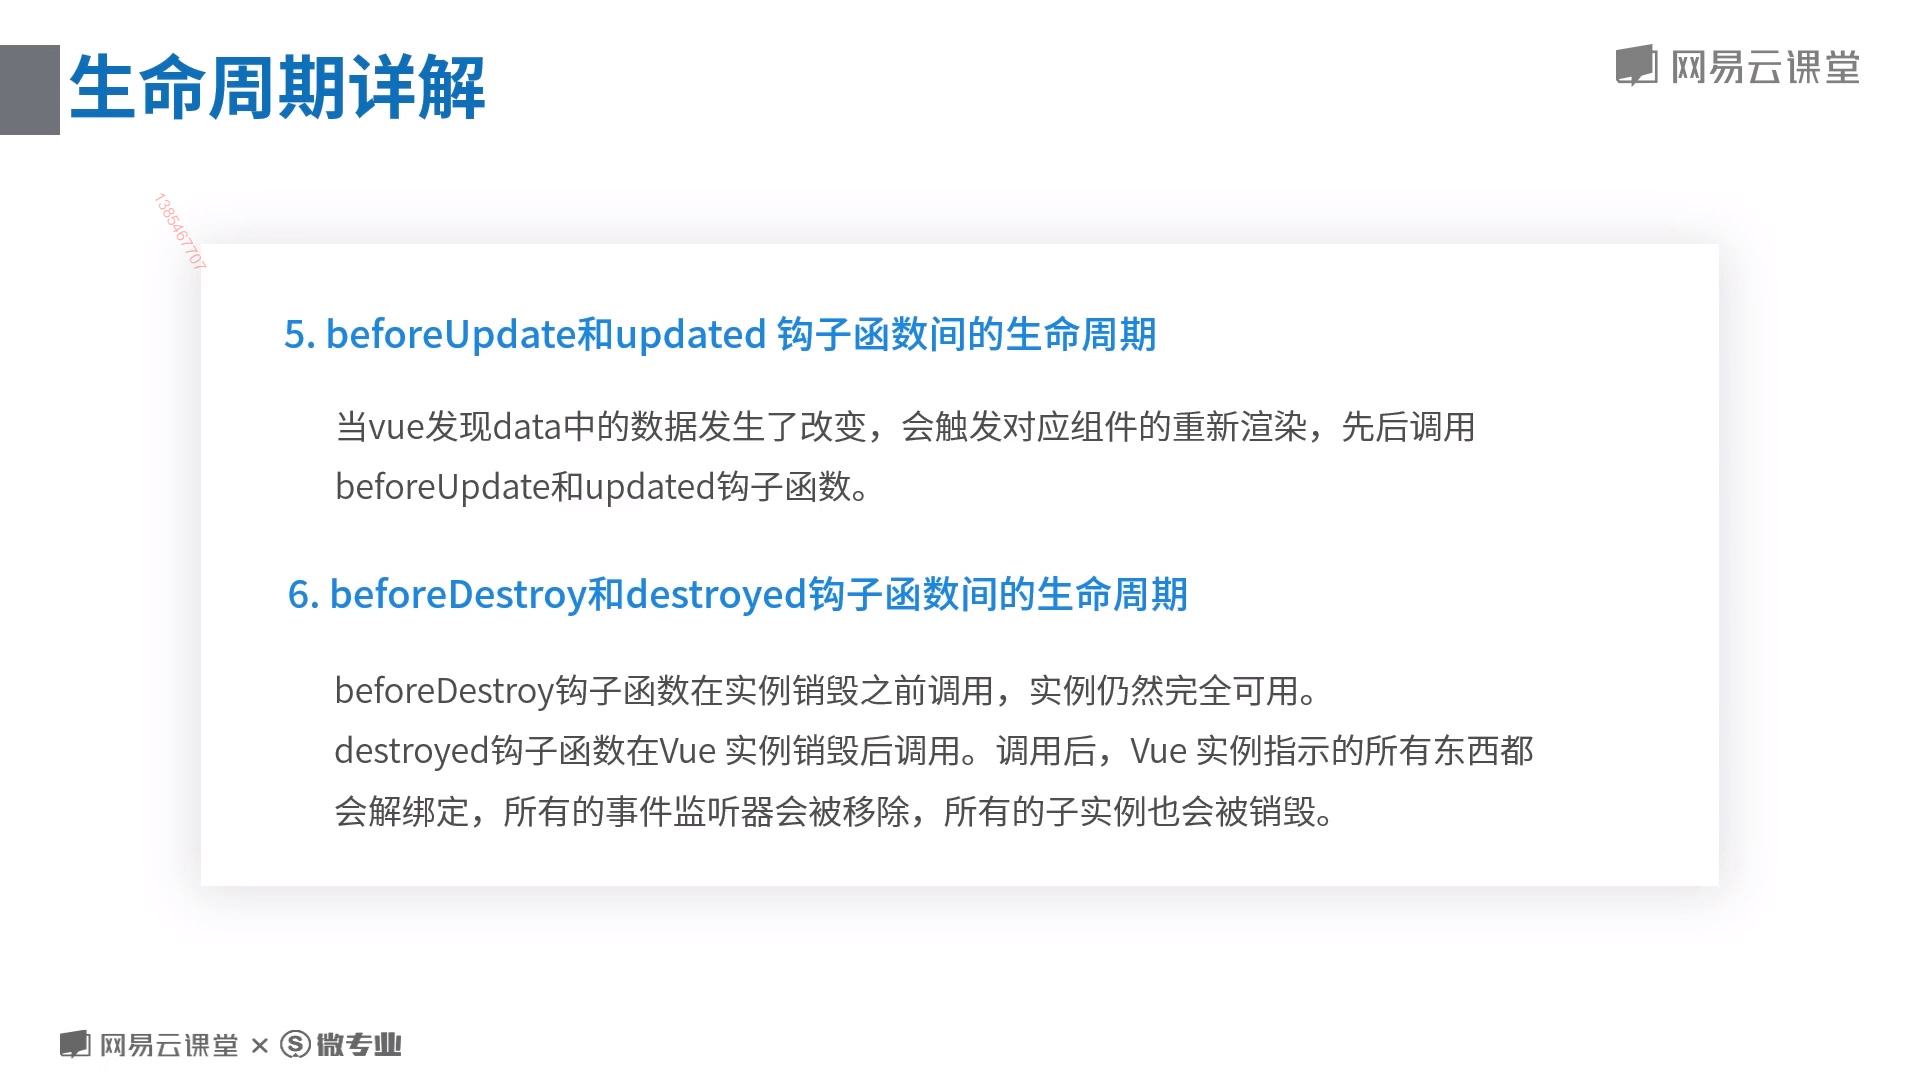 生命周期详解
网易云课堂
1385467707
5. beforeUpdate和updated 钩子函数间的生命周期
当vue发现data中的数据发生了改变，会触发对应组件的重新渲染，先后调用
beforeUpdate和updated钩子函数。
6. beforeDestroy和destroyed钩子函数间的生命周期
beforeDestroy钩子函数在实例销毁之前调用，实例仍然完全可用。
destroyed钩子函数在Vue 实例销毁后调用。调用后，Vue 实例指示的所有东西都
会解绑定，所有的事件监听器会被移除，所有的子实例也会被销毁。
网易云课堂 × S 微专业